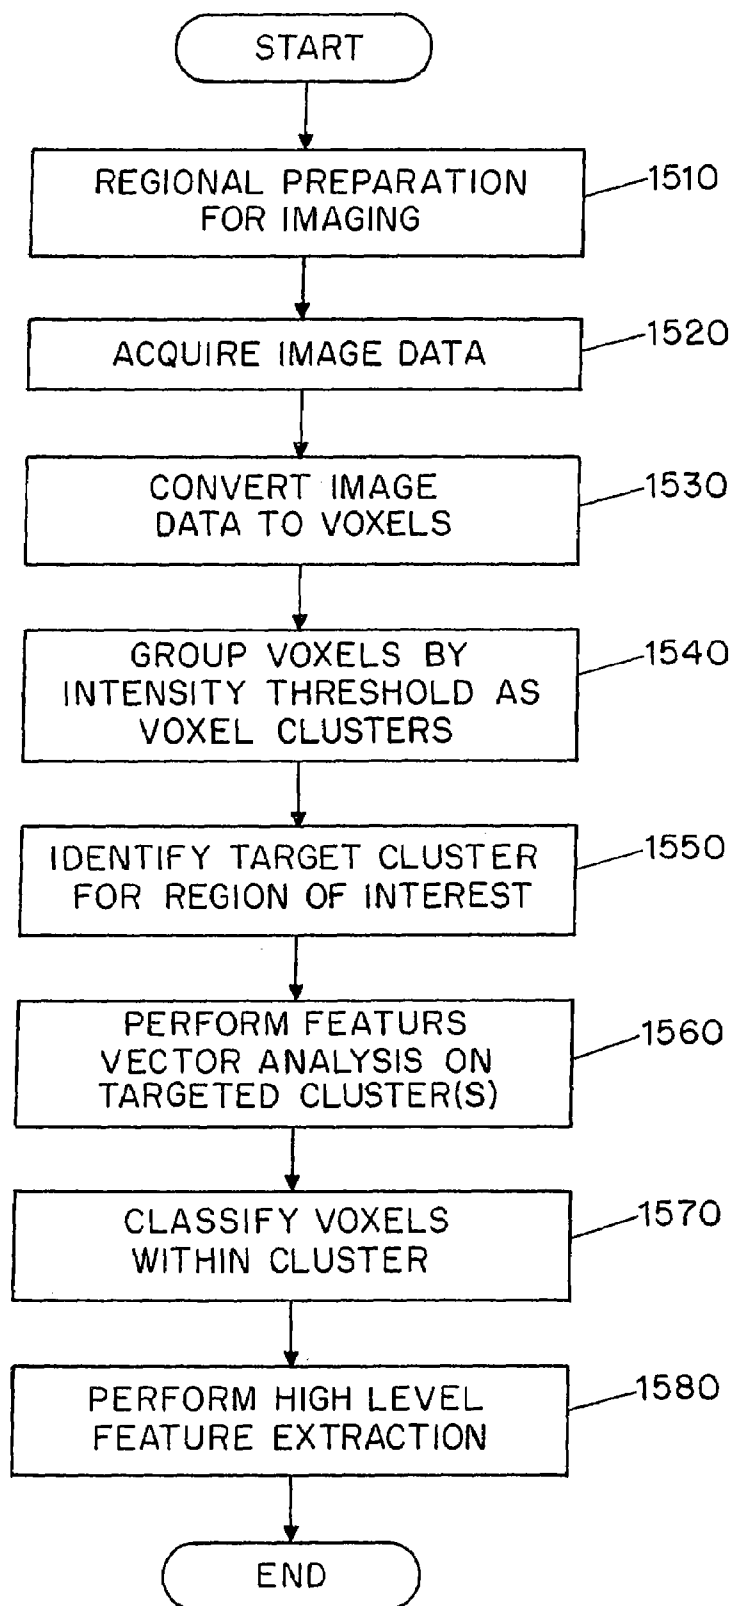 START
REGIONAL PREPARATION
FOR IMAGING
1510
ACQUIRE IMAGE DATA
1520
CONVERT IMAGE
DATA TO VOXELS
1530
GROUP VOXELS BY
INTENSITY THRESHOLD AS
VOXEL CLUSTERS
1540
IDENTIFY TARGET CLUSTER
FOR REGION OF INTEREST
1550
PERFORM FEATURS
VECTOR ANALYSIS ON
TARGETED CLUSTER(S)
1560
CLASSIFY VOXELS
WITHIN CLUSTER
1570
PERFORM HIGH LEVEL
FEATURE EXTRACTION
1580
END